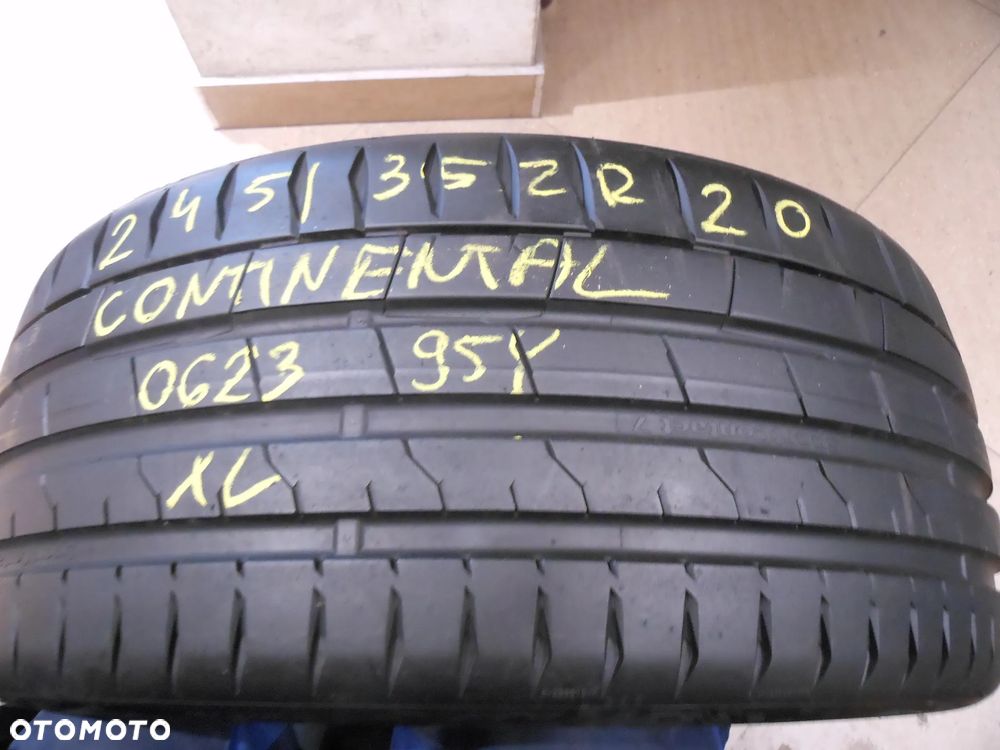 245/35ZR20
CONTINENTAL
0623 95Y
XL
OTOMOTO